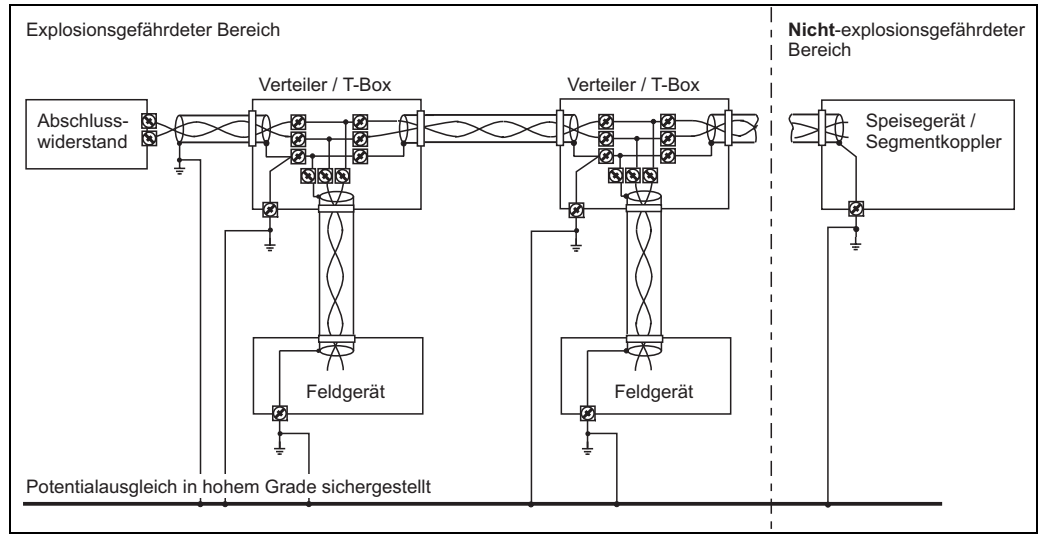 Explosionsgefährdeter Bereich
Nicht-explosionsgefährdeter
Bereich
Verteiler / T-Box
Verteiler / T-Box
Abschluss-
widerstand
Speisegerät /
Segmentkoppler
Feldgerät
Feldgerät
Potentialausgleich in hohem Grade sichergestellt